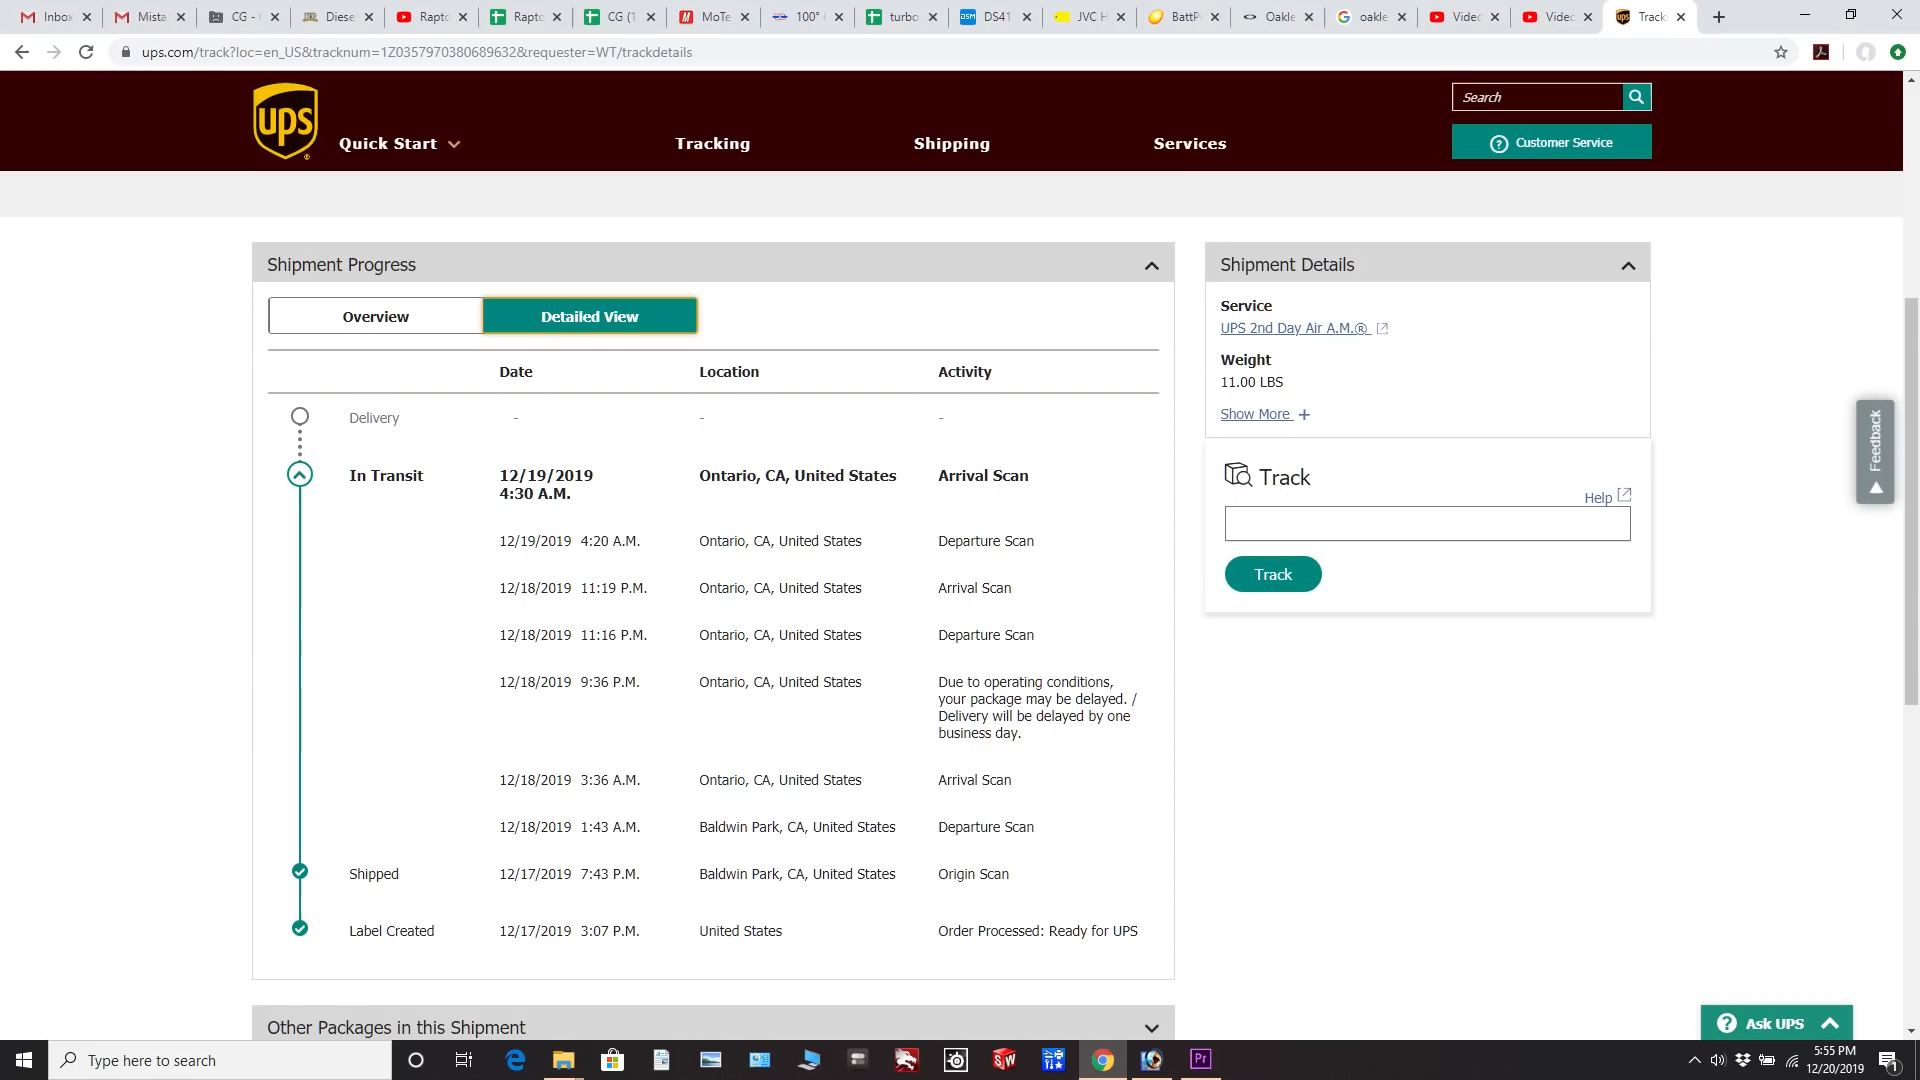 Inbox
Mista
CG -
Diese
Rapto
Rapto
CG (1
MoTe
100°
turbo
DSM
DS41
JVC H
BattPi
Oakle
oakle
Videc
Videc
ups
Track
ups.com/track?loc=en_US&tracknum=1Z0357970380689632&requester=WT/trackdetails
ups
Quick Start
Tracking
Shipping
Services
Search
Customer Service
Shipment Progress
Overview
Detailed View
Date Location Activity
Delivery - - -
In Transit 12/19/2019 Ontario, CA, United States Arrival Scan
4:30 A.M.
12/19/2019 4:20 A.M. Ontario, CA, United States Departure Scan
12/18/2019 11:19 P.M. Ontario, CA, United States Arrival Scan
12/18/2019 11:16 P.M. Ontario, CA, United States Departure Scan
12/18/2019 9:36 P.M. Ontario, CA, United States Due to operating conditions,
your package may be delayed. /
Delivery will be delayed by one
business day.
12/18/2019 3:36 A.M. Ontario, CA, United States Arrival Scan
12/18/2019 1:43 A.M. Baldwin Park, CA, United States Departure Scan
Shipped 12/17/2019 7:43 P.M. Baldwin Park, CA, United States Origin Scan
Label Created 12/17/2019 3:07 P.M. United States Order Processed: Ready for UPS
Other Packages in this Shipment
Shipment Details
Service
UPS 2nd Day Air A.M.®
Weight
11.00 LBS
Show More +
Track
Help
Track
Feedback
Ask UPS
Type here to search
SW
Pr
5:55 PM
12/20/2019
1